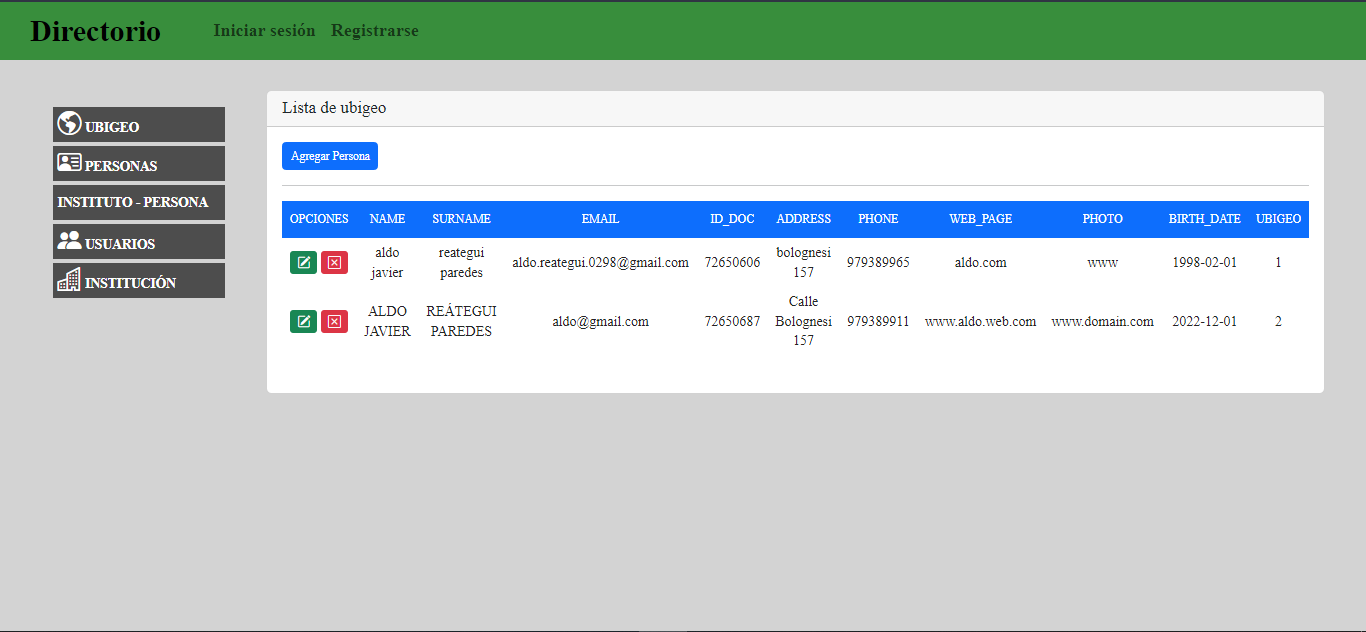 Directorio Iniciar sesión Registrarse
UBIGEO
PERSONAS
INSTITUTO - PERSONA
USUARIOS
INSTITUCIÓN
Lista de ubigeo
Agregar Persona
OPCIONES NAME SURNAME EMAIL ID_DOC ADDRESS PHONE WEB_PAGE PHOTO BIRTH_DATE UBIGEO
aldo javier reategui paredes aldo.reategui.0298@gmail.com 72650606 bolognesi 157 979389965 aldo.com www 1998-02-01 1
ALDO JAVIER REÁTEGUI PAREDES aldo@gmail.com 72650687 Calle Bolognesi 157 979389911 www.aldo.web.com www.domain.com 2022-12-01 2